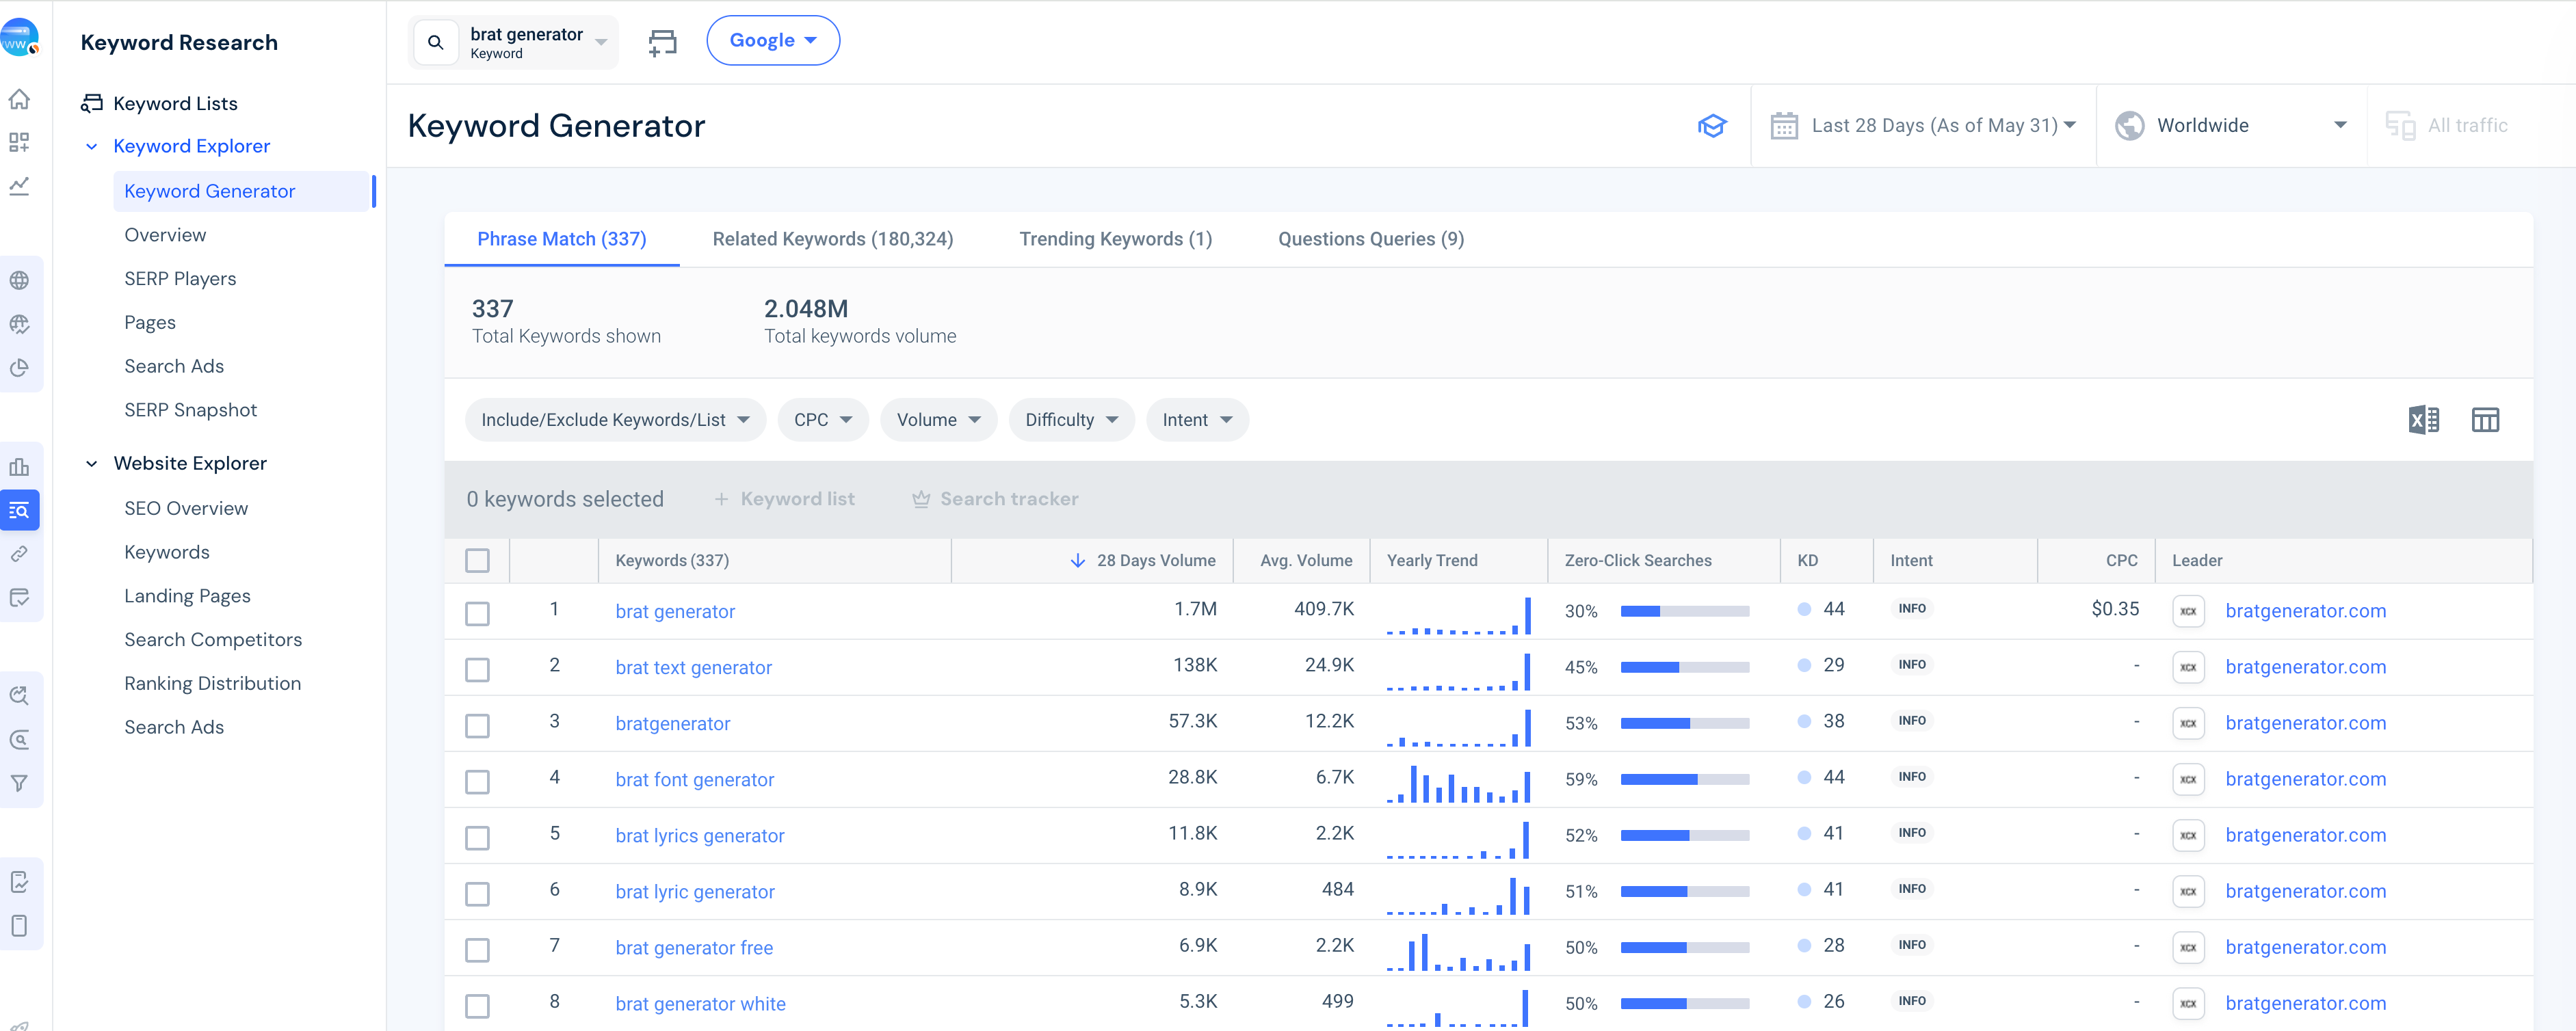 ww
Keyword Research
Keyword Lists
Keyword Explorer
Keyword Generator
Overview
SERP Players
Pages
Search Ads
SERP Snapshot
Website Explorer
SEO Overview
Keywords
Landing Pages
Search Competitors
Ranking Distribution
Search Ads
brat generator
Keyword
Google
Keyword Generator
Last 28 Days (As of May 31)
Worldwide
All traffic
Phrase Match (337)
Related Keywords (180,324)
Trending Keywords (1)
Questions Queries (9)
337
Total Keywords shown
2.048M
Total keywords volume
Include/Exclude Keywords/List
CPC
Volume
Difficulty
Intent
0 keywords selected
+ Keyword list
Search tracker
Keywords (337) 28 Days Volume Avg. Volume Yearly Trend Zero-Click Searches KD Intent CPC Leader
1 brat generator 1.7M 409.7K 30% 44 INFO $0.35 XCX bratgenerator.com
2 brat text generator 138K 24.9K 45% 29 INFO - XCX bratgenerator.com
3 bratgenerator 57.3K 12.2K 53% 38 INFO - XCX bratgenerator.com
4 brat font generator 28.8K 6.7K 59% 44 INFO - XCX bratgenerator.com
5 brat lyrics generator 11.8K 2.2K 52% 41 INFO - XCX bratgenerator.com
6 brat lyric generator 8.9K 484 51% 41 INFO - XCX bratgenerator.com
7 brat generator free 6.9K 2.2K 50% 28 INFO - XCX bratgenerator.com
8 brat generator white 5.3K 499 50% 26 INFO - XCX bratgenerator.com